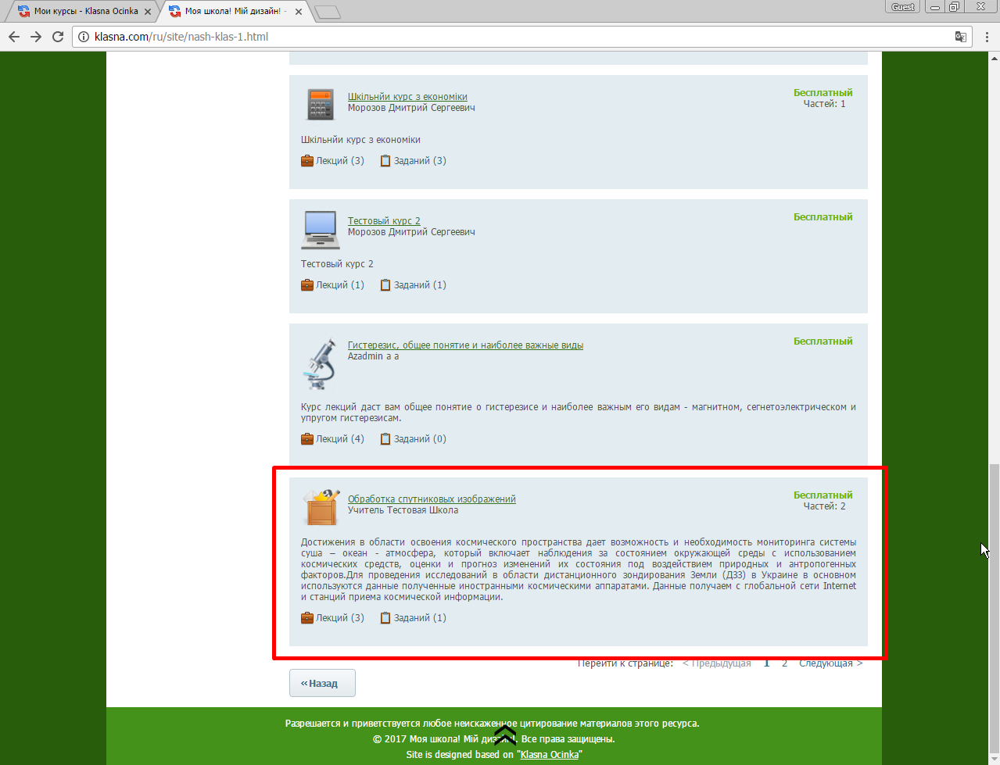 Мои курсы - Klasna Ocinka
Моя школа! Мій дизайн! -
Guest
klasna.com/ru/site/nash-klas-1.html
Шкільнйи курс з економіки
Морозов Дмитрий Сергеевич
Бесплатный
Частей: 1
Шкільнйи курс з економіки
Лекций (3) Заданий (3)
Тестовый курс 2
Морозов Дмитрий Сергеевич
Бесплатный
Тестовый курс 2
Лекций (1) Заданий (1)
Гистерезис, общее понятие и наиболее важные виды
Azadmin а а
Бесплатный
Курс лекций даст вам общее понятие о гистерезисе и наиболее важным его видам - магнитном, сегнетоэлектрическом и
упругом гистерезисам.
Лекций (4) Заданий (0)
Обработка спутниковых изображений
Учитель Тестовая Школа
Бесплатный
Частей: 2
Достижения в области освоения космического пространства дает возможность и необходимость мониторинга системы
суша – океан - атмосфера, который включает наблюдения за состоянием окружающей среды с использованием
космических средств, оценки и прогноз изменений их состояния под воздействием природных и антропогенных
факторов.Для проведения исследований в области дистанционного зондирования Земли (ДЗЗ) в Украине в основном
используются данные полученные иностранными космическими аппаратами. Данные получаем с глобальной сети Internet
и станций приема космической информации.
Лекций (3) Заданий (1)
Перейти к странице: < Предыдущая 1 2 Следующая >
« Назад
Разрешается и приветствуется любое неискаженное цитирование материалов этого ресурса.
© 2017 Моя школа! Мій дизайн!. Все права защищены.
Site is designed based on "Klasna Ocinka"